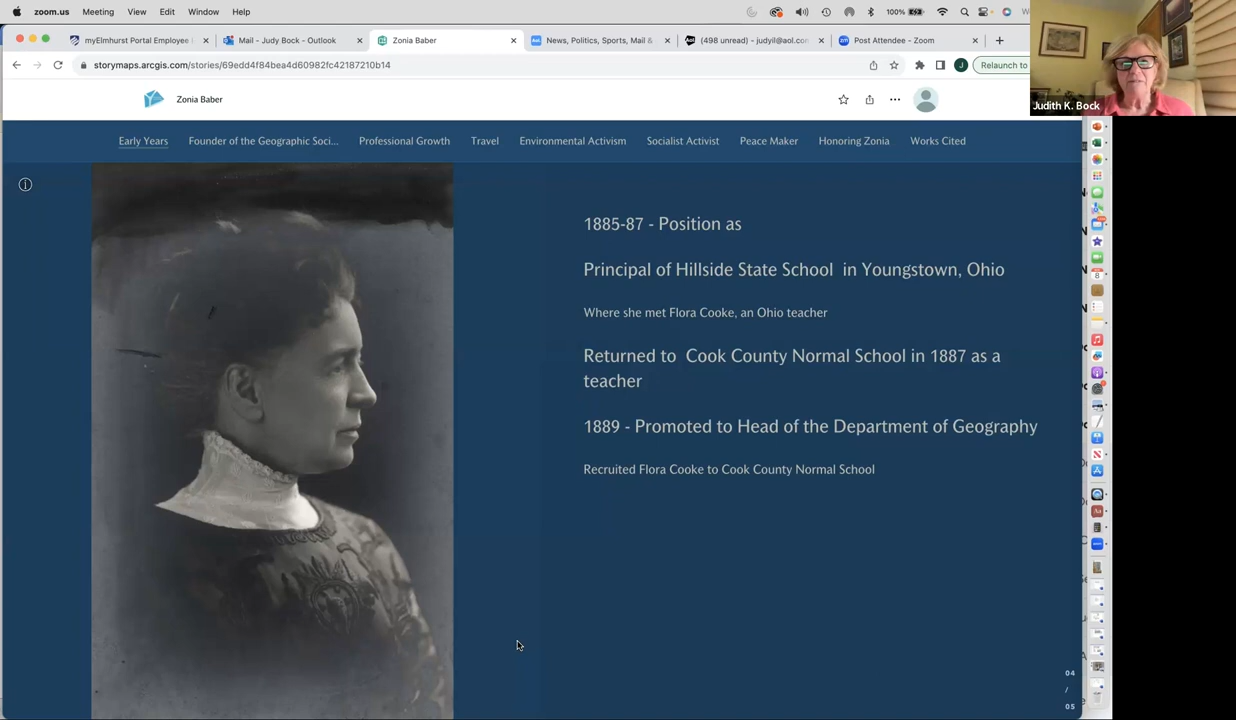 zoom.us Meeting View Edit Window Help 100%
myElmhurst Portal Employee
Mail - Judy Bock - Outlook
Zonia Baber
News, Politics, Sports, Mail &
(498 unread) - judyil@aol.com
Post Attendee - Zoom
storymaps.arcgis.com/stories/69edd4f84bea4d60982fc42187210b14
Relaunch to
Judith K. Bock
Zonia Baber
Early Years Founder of the Geographic Soci... Professional Growth Travel Environmental Activism Socialist Activist Peace Maker Honoring Zonia Works Cited
1885-87 - Position as
Principal of Hillside State School in Youngstown, Ohio
Where she met Flora Cooke, an Ohio teacher
Returned to Cook County Normal School in 1887 as a
teacher
1889 - Promoted to Head of the Department of Geography
Recruited Flora Cooke to Cook County Normal School
04
/
05